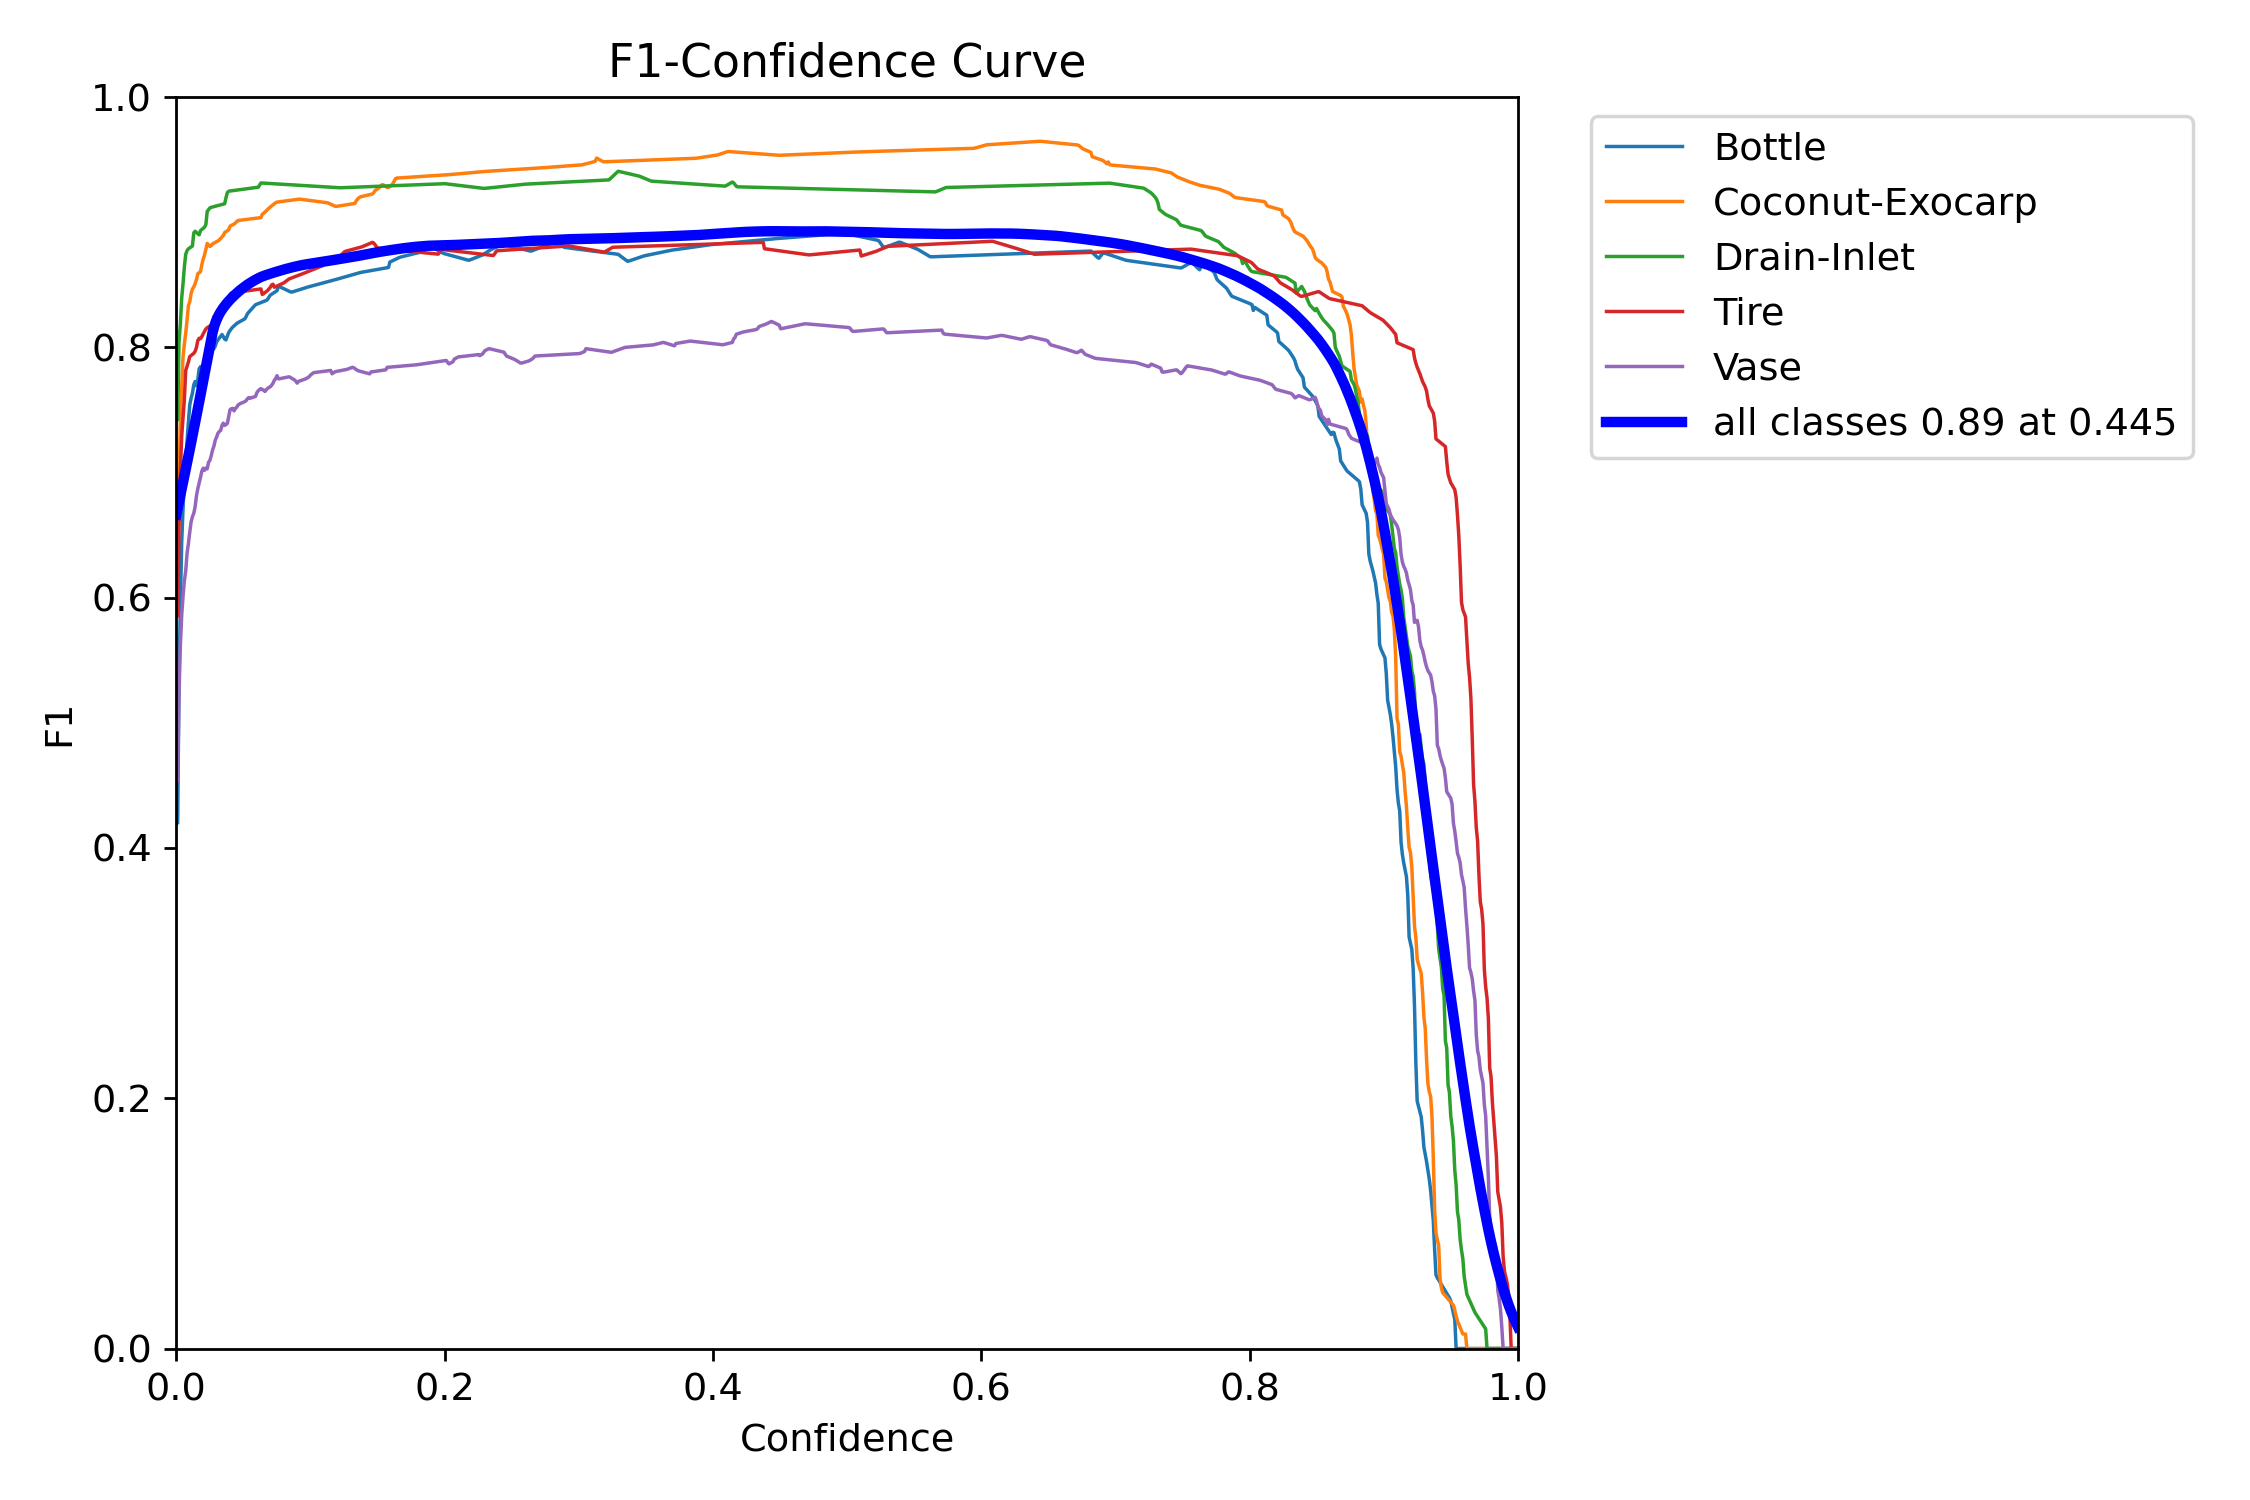 F1-Confidence Curve
1.0
0.8
0.6
0.4
0.2
0.0
F1
0.0 0.2 0.4 0.6 0.8 1.0
Confidence
Bottle
Coconut-Exocarp
Drain-Inlet
Tire
Vase
all classes 0.89 at 0.445